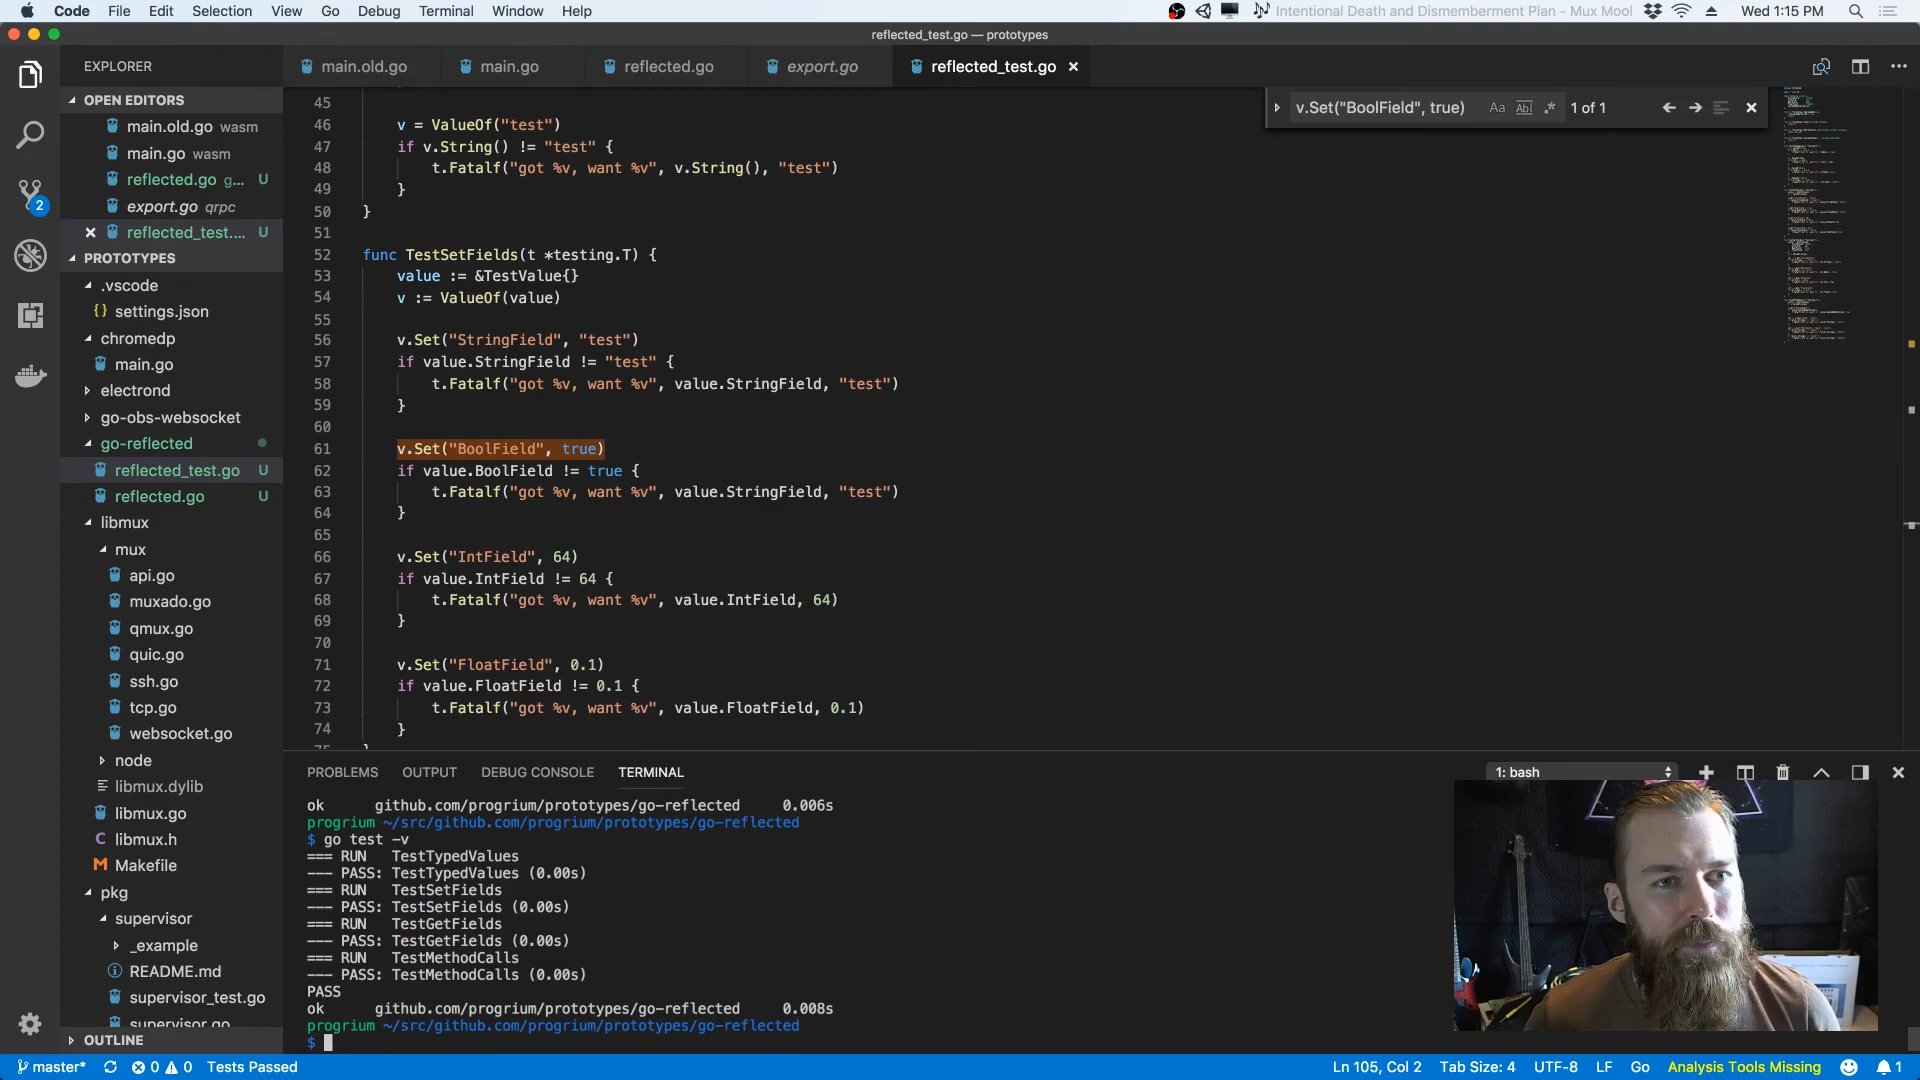 Code File Edit Selection View Go Debug Terminal Window Help
Intentional Death and Dismemberment Plan - Mux Mool
Wed 1:15 PM
reflected_test.go — prototypes
EXPLORER
main.old.go
main.go
reflected.go
export.go
reflected_test.go
OPEN EDITORS
main.old.go wasm
main.go wasm
reflected.go g... U
export.go qrpc
reflected_test.... U
PROTOTYPES
.vscode
{} settings.json
chromedp
main.go
electrond
go-obs-websocket
go-reflected
reflected_test.go U
reflected.go U
libmux
mux
api.go
muxado.go
qmux.go
quic.go
ssh.go
tcp.go
websocket.go
node
libmux.dylib
libmux.go
C libmux.h
M Makefile
pkg
supervisor
_example
README.md
supervisor_test.go
supervisor.go
OUTLINE
2
v.Set("BoolField", true) Aa Abl .* 1 of 1
45
46 v = ValueOf("test")
47 if v.String() != "test" {
48 t.Fatalf("got %v, want %v", v.String(), "test")
49 }
50 }
51
52 func TestSetFields(t *testing.T) {
53 value := &TestValue{}
54 v := ValueOf(value)
55
56 v.Set("StringField", "test")
57 if value.StringField != "test" {
58 t.Fatalf("got %v, want %v", value.StringField, "test")
59 }
60
61 v.Set("BoolField", true)
62 if value.BoolField != true {
63 t.Fatalf("got %v, want %v", value.StringField, "test")
64 }
65
66 v.Set("IntField", 64)
67 if value.IntField != 64 {
68 t.Fatalf("got %v, want %v", value.IntField, 64)
69 }
70
71 v.Set("FloatField", 0.1)
72 if value.FloatField != 0.1 {
73 t.Fatalf("got %v, want %v", value.FloatField, 0.1)
74 }
75 }
PROBLEMS OUTPUT DEBUG CONSOLE TERMINAL
1: bash
ok github.com/progrium/prototypes/go-reflected 0.006s
progrium ~/src/github.com/progrium/prototypes/go-reflected
$ go test -v
=== RUN TestTypedValues
--- PASS: TestTypedValues (0.00s)
=== RUN TestSetFields
--- PASS: TestSetFields (0.00s)
=== RUN TestGetFields
--- PASS: TestGetFields (0.00s)
=== RUN TestMethodCalls
--- PASS: TestMethodCalls (0.00s)
PASS
ok github.com/progrium/prototypes/go-reflected 0.008s
progrium ~/src/github.com/progrium/prototypes/go-reflected
$
master* 0 0 Tests Passed
Ln 105, Col 2 Tab Size: 4 UTF-8 LF Go Analysis Tools Missing 1